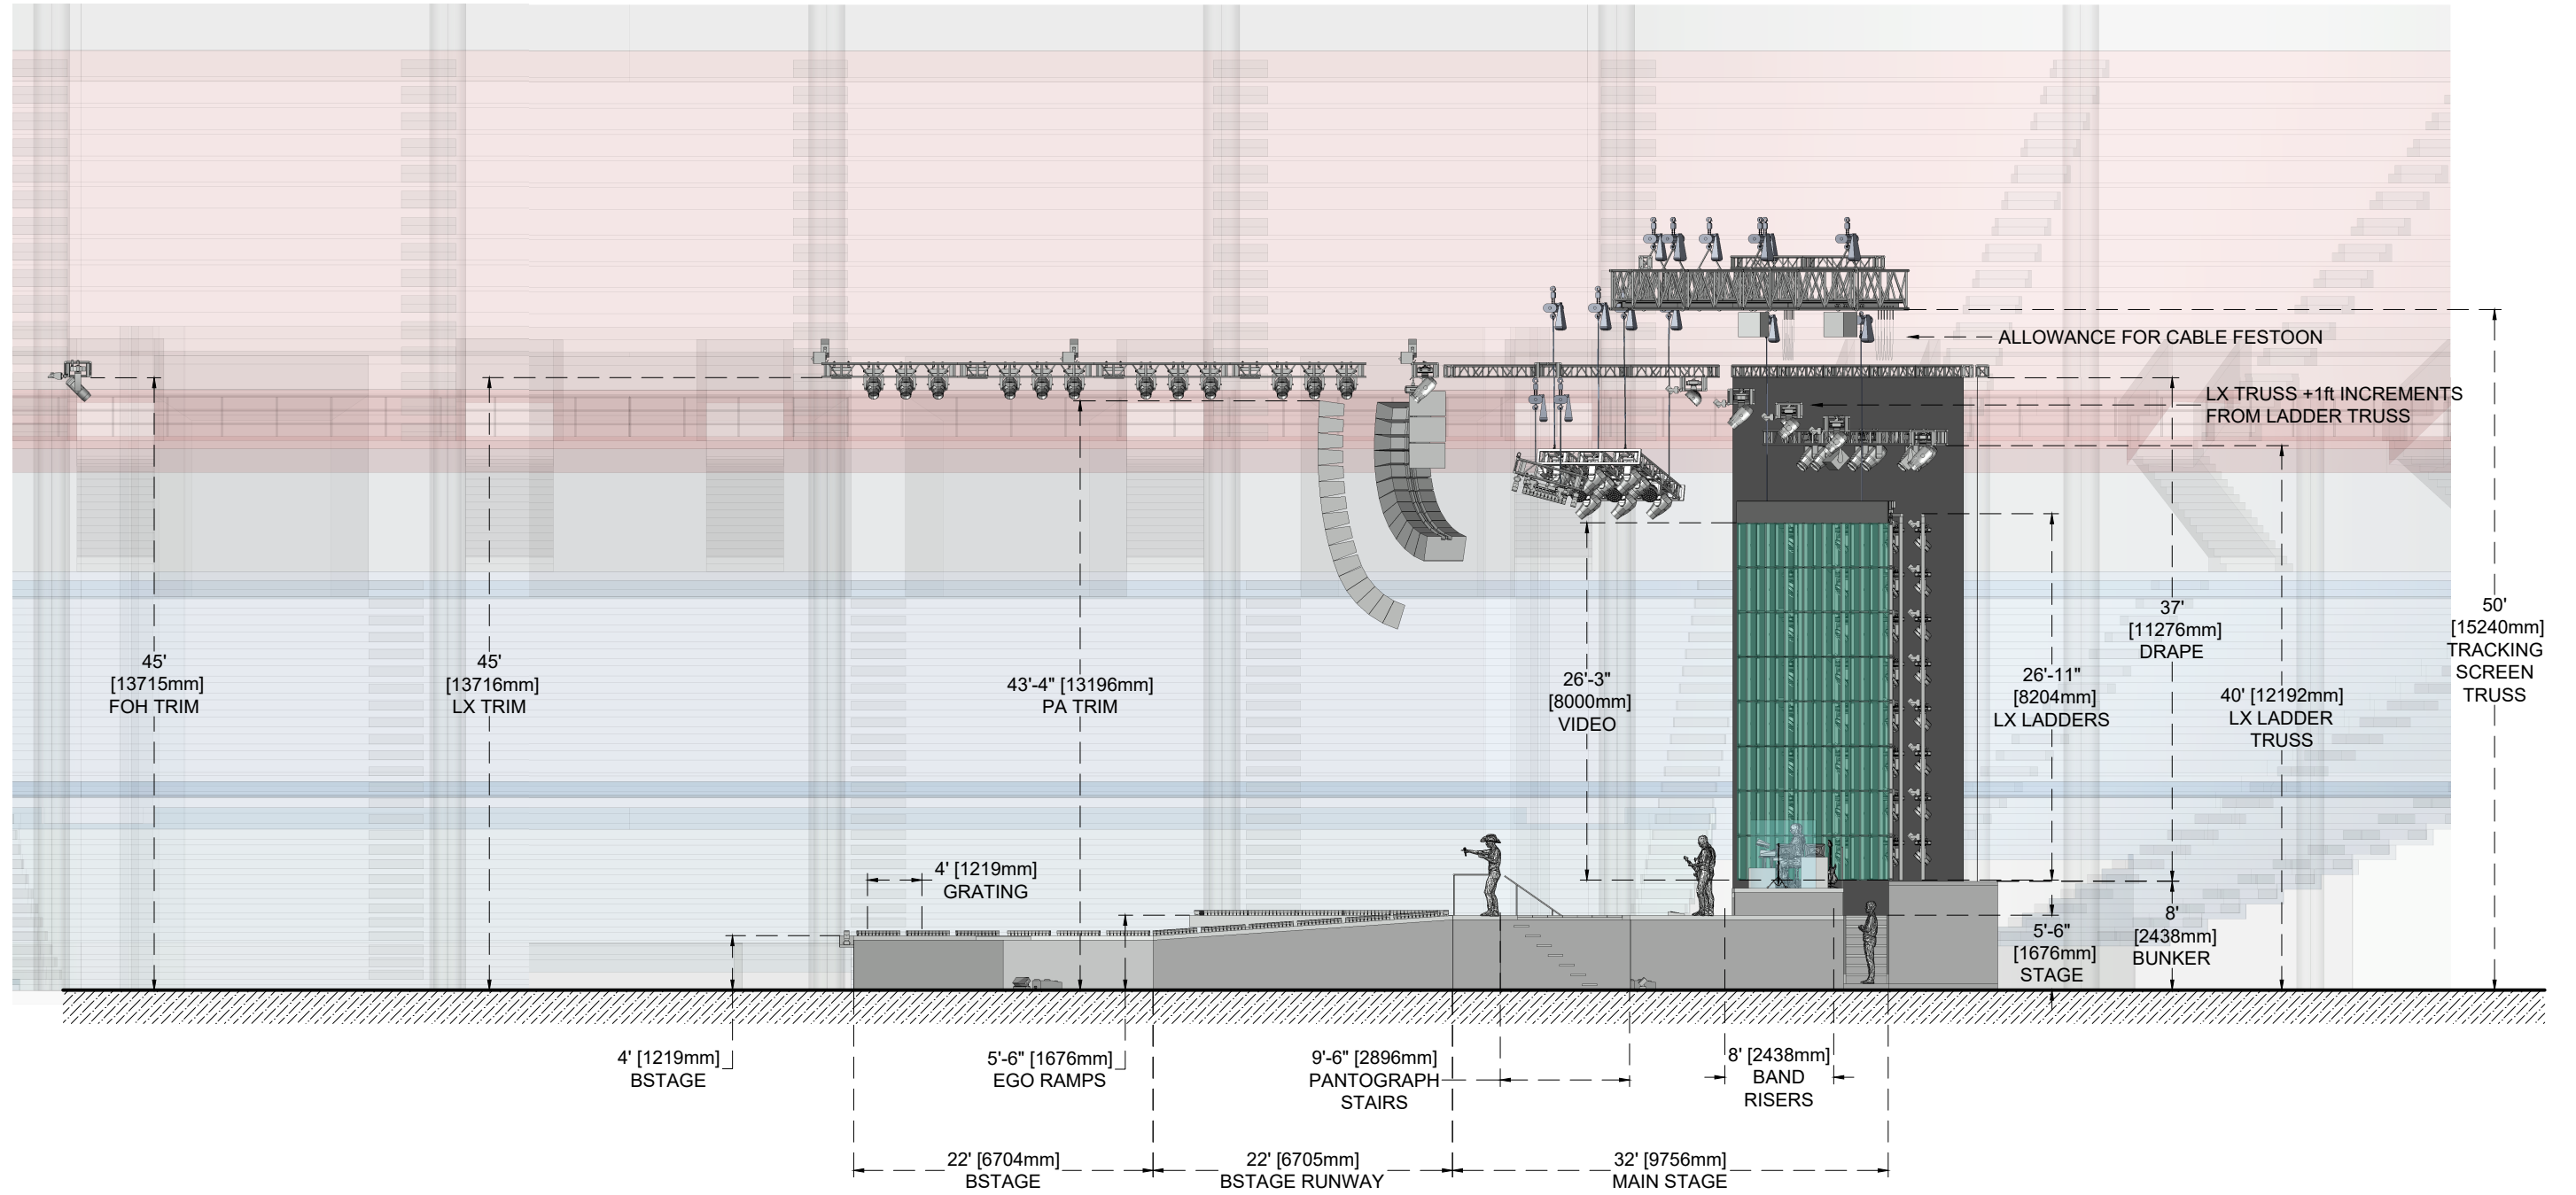 ALLOWANCE FOR CABLE FESTOON
LX TRUSS +1ft INCREMENTS
FROM LADDER TRUSS
45'
[13715mm]
FOH TRIM
45'
[13716mm]
LX TRIM
43'-4" [13196mm]
PA TRIM
26'-3"
[8000mm]
VIDEO
26'-11"
[8204mm]
LX LADDERS
37'
[11276mm]
DRAPE
40' [12192mm]
LX LADDER
TRUSS
50'
[15240mm]
TRACKING
SCREEN
TRUSS
4' [1219mm]
GRATING
5'-6"
[1676mm]
STAGE
8'
[2438mm]
BUNKER
4' [1219mm]
BSTAGE
5'-6" [1676mm]
EGO RAMPS
9'-6" [2896mm]
PANTOGRAPH
STAIRS
8' [2438mm]
BAND
RISERS
22' [6704mm]
BSTAGE
22' [6705mm]
BSTAGE RUNWAY
32' [9756mm]
MAIN STAGE